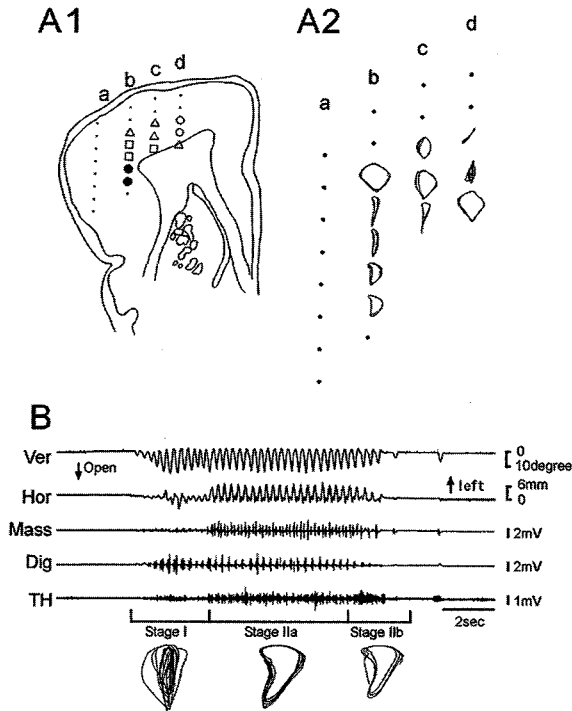 A1
A2
a b c d
a b c d
B
Ver
Open
0
10degree
Hor
left
6mm
0
Mass
2mV
Dig
2mV
TH
1mV
2sec
Stage I Stage IIa Stage IIb